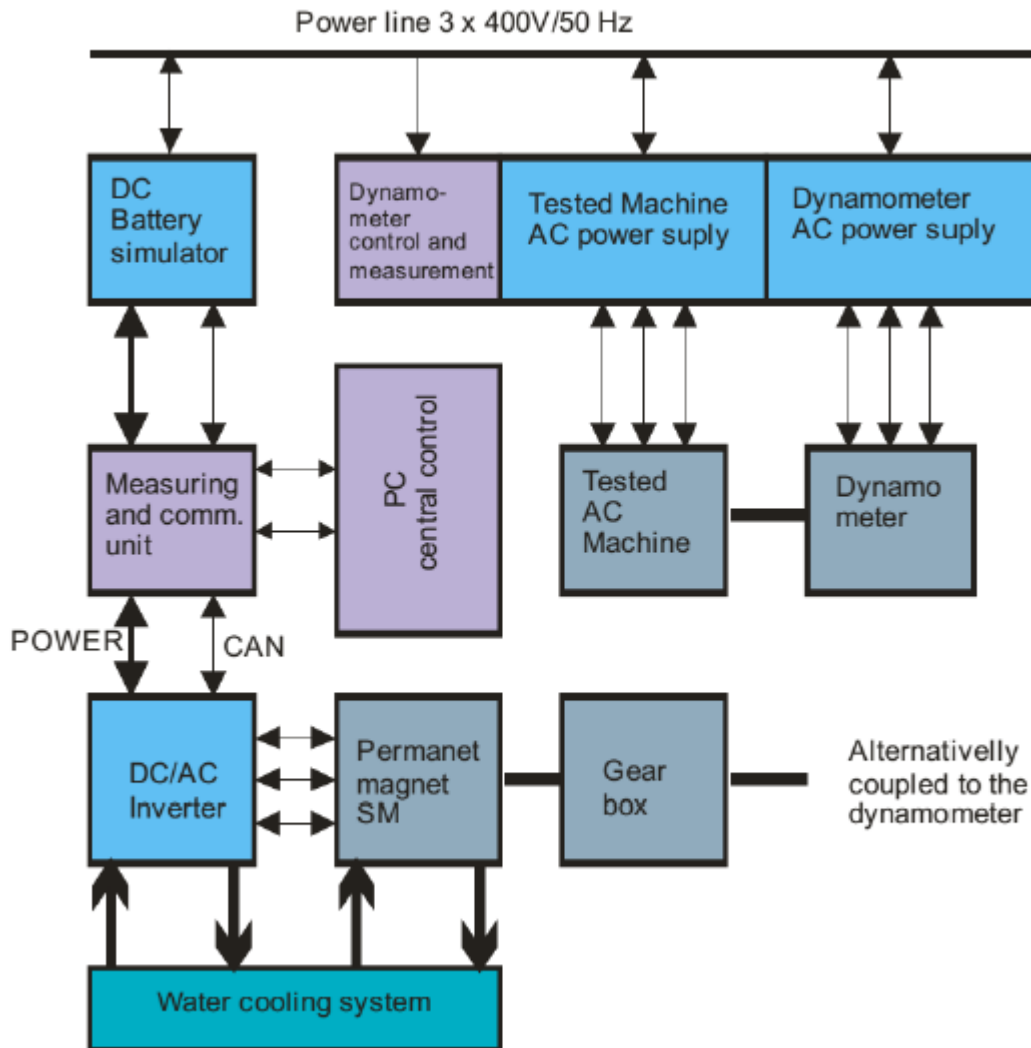 Power line 3 x 400V/50 Hz
DC
Battery
simulator
Dynamo-
meter
control and
measurement
Tested Machine
AC power suply
Dynamometer
AC power suply
Measuring
and comm.
unit
PC
central control
Tested
AC
Machine
Dynamo
meter
POWER
CAN
DC/AC
Inverter
Permanet
magnet
SM
Gear
box
Alternativelly
coupled to the
dynamometer
Water cooling system